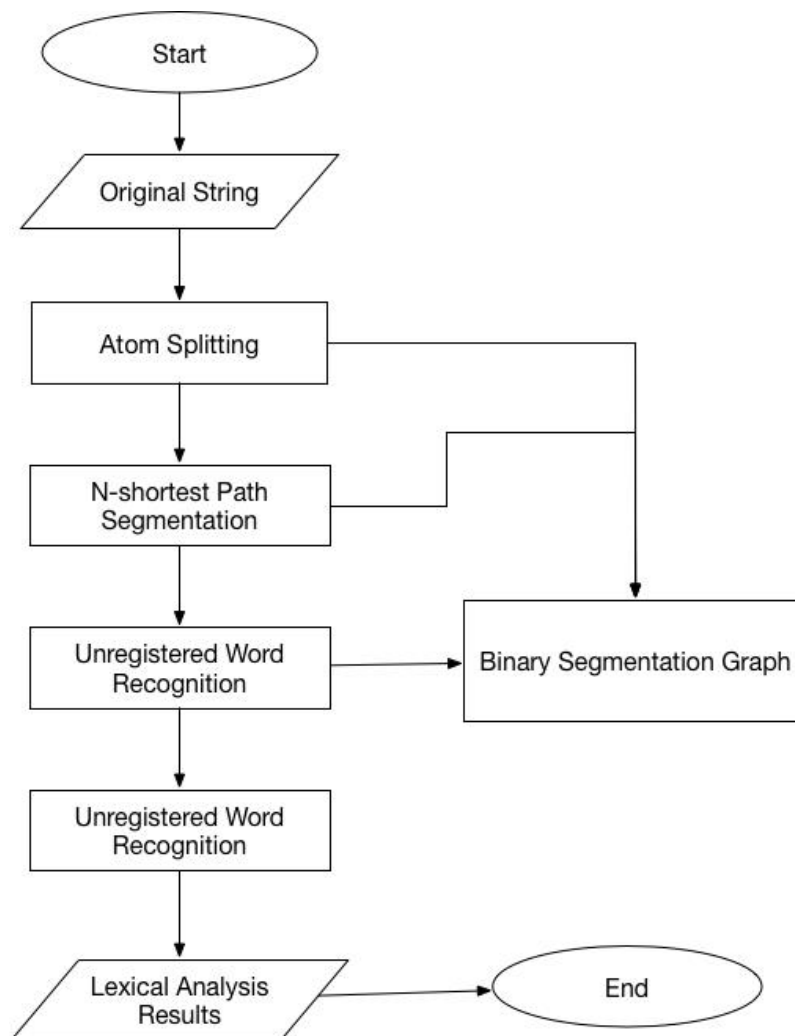 Start
Original String
Atom Splitting
N-shortest Path
Segmentation
Unregistered Word
Recognition
Binary Segmentation Graph
Unregistered Word
Recognition
Lexical Analysis
Results
End